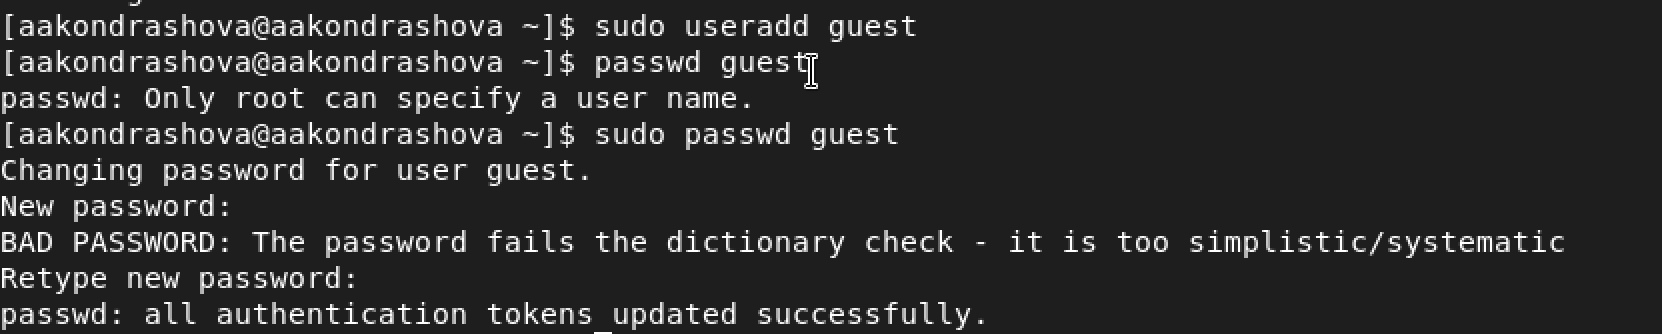 [aakondrashova@aakondrashova ~]$ sudo useradd guest
[aakondrashova@aakondrashova ~]$ passwd guest
passwd: Only root can specify a user name.
[aakondrashova@aakondrashova ~]$ sudo passwd guest
Changing password for user guest.
New password:
BAD PASSWORD: The password fails the dictionary check - it is too simplistic/systematic
Retype new password:
passwd: all authentication tokens updated successfully.